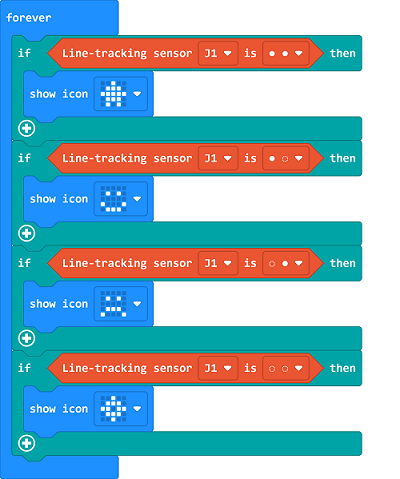 forever
if Line-tracking sensor J1 is ● ● then
show icon
if Line-tracking sensor J1 is ● ○ then
show icon
if Line-tracking sensor J1 is ○ ● then
show icon
if Line-tracking sensor J1 is ○ ○ then
show icon